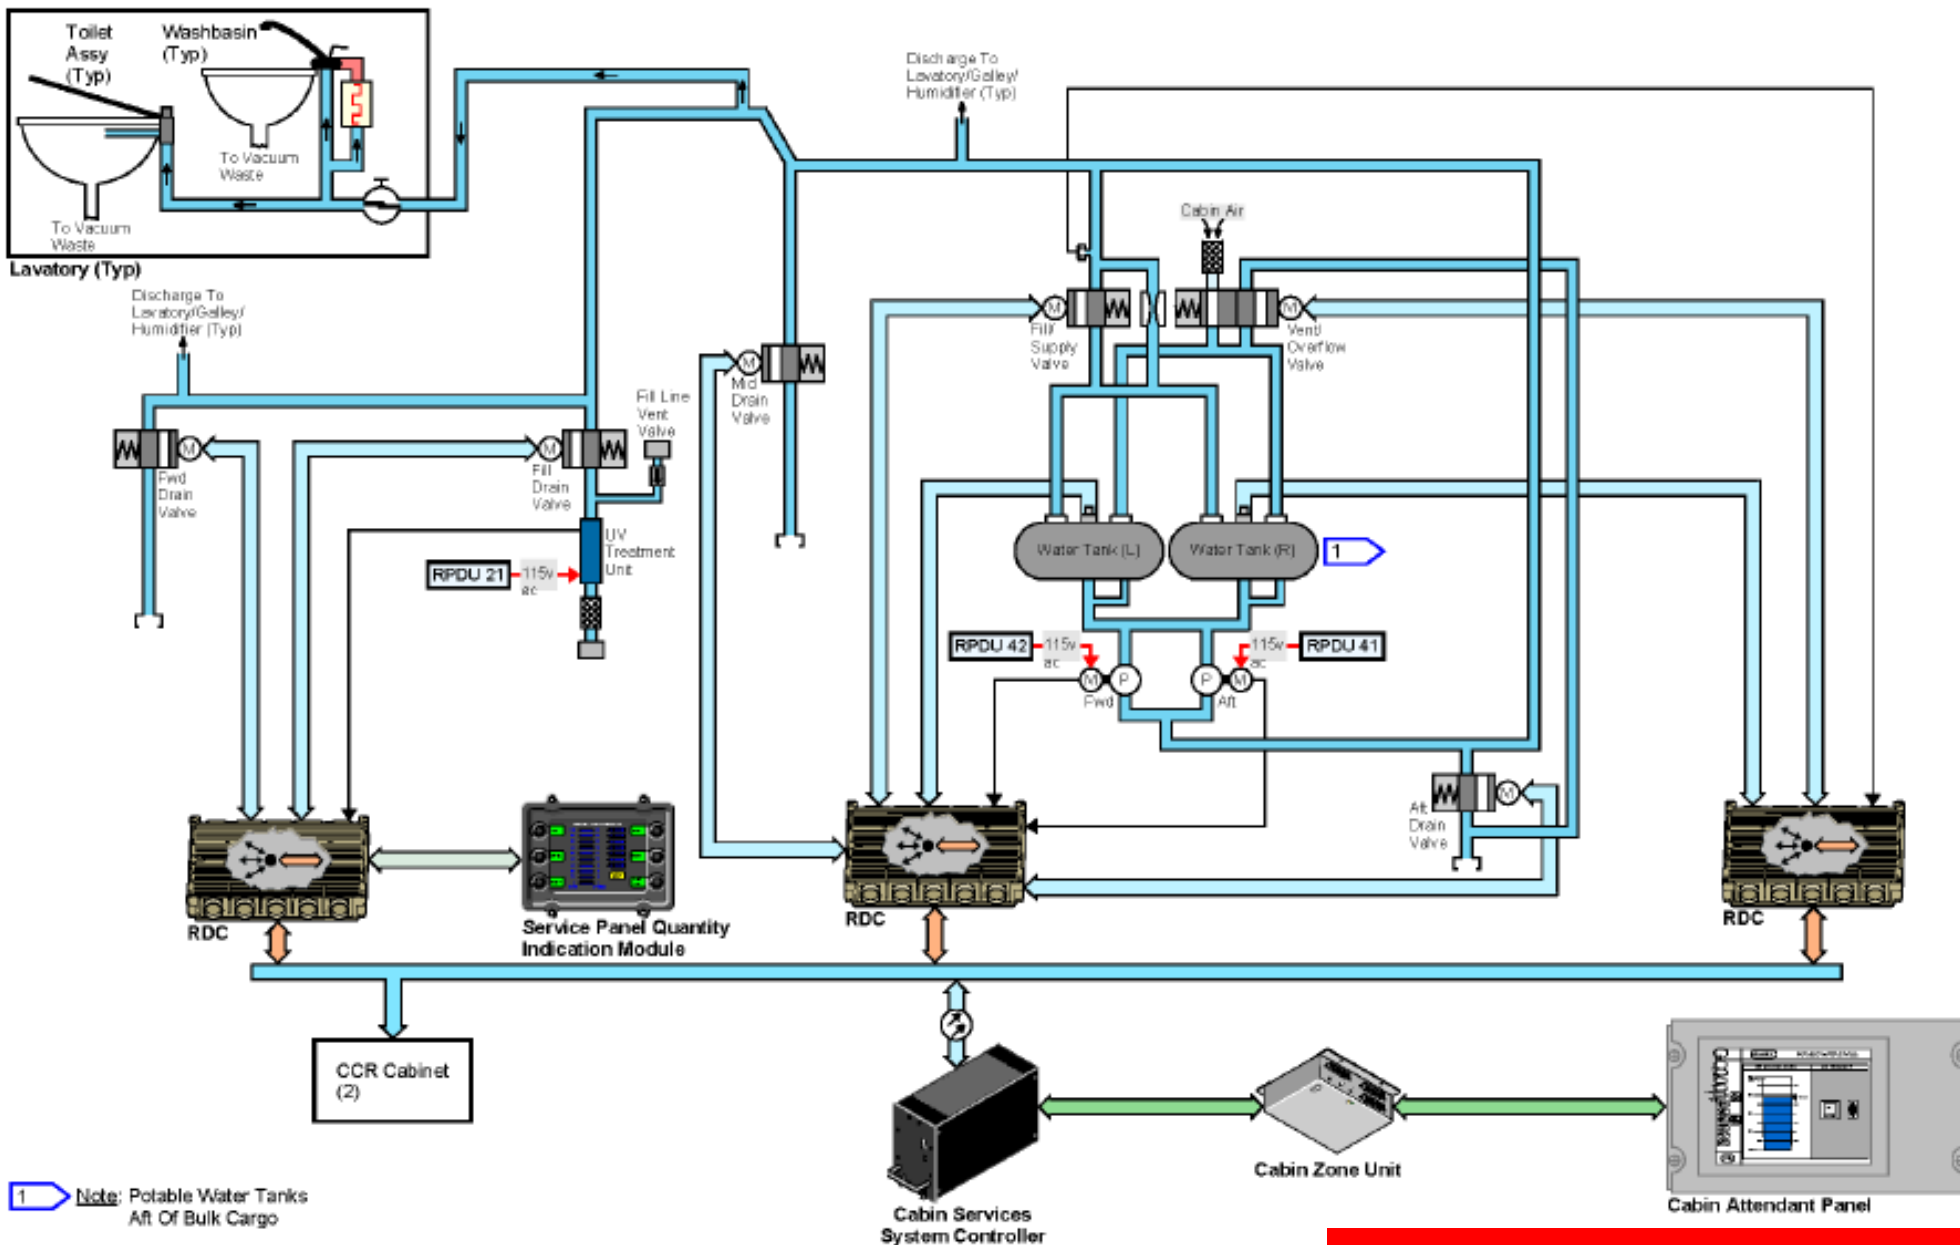 Toilet
Assy
(Typ)
Washbasin
(Typ)
To Vacuum
Waste
To Vacuum
Waste
Lavatory (Typ)
Discharge To
Lavatory/Galley/
Humidifier (Typ)
Discharge To
Lavatory/Galley/
Humidifier (Typ)
Cabin Air
M
Fill/
Supply
Valve
M
Vent/
Overflow
Valve
M
Mid
Drain
Valve
Fill Line
Vent
Valve
M
Fwd
Drain
Valve
M
Fill
Drain
Valve
UV
Treatment
Unit
RPDU 21
115v
ac
Water Tank (L)
Water Tank (R)
1
RPDU 42
115v
ac
115v
ac
RPDU 41
M
P
Fwd
P
M
Aft
M
Aft
Drain
Valve
RDC
Service Panel Quantity
Indication Module
RDC
RDC
CCR Cabinet
(2)
Cabin Services
System Controller
Cabin Zone Unit
Cabin Attendant Panel
1
Note: Potable Water Tanks
Aft Of Bulk Cargo